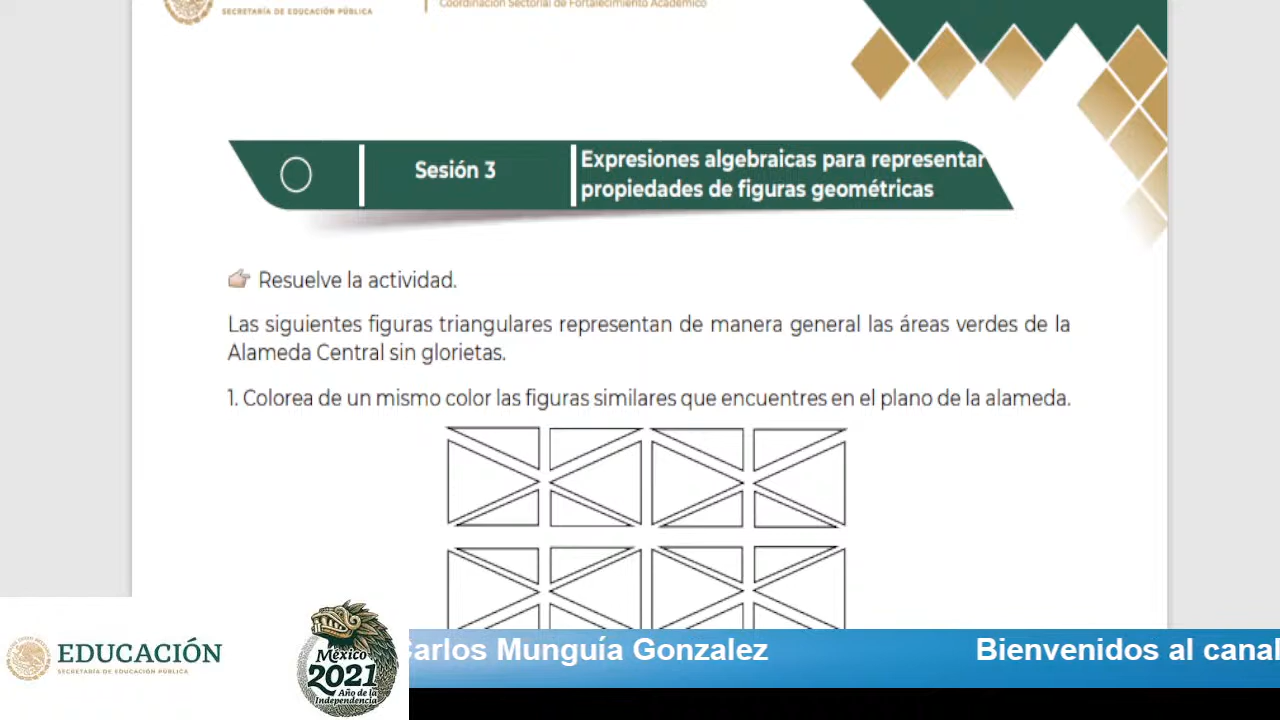 Coordinación Sectorial de Fortalecimiento Académico
SECRETARÍA DE EDUCACIÓN PÚBLICA
Sesión 3
Expresiones algebraicas para representar
propiedades de figuras geométricas
Resuelve la actividad.
Las siguientes figuras triangulares representan de manera general las áreas verdes de la
Alameda Central sin glorietas.
1. Colorea de un mismo color las figuras similares que encuentres en el plano de la alameda.
EDUCACIÓN
SECRETARÍA DE EDUCACIÓN PÚBLICA
México
2021
Año de la
Independencia
Carlos Munguía Gonzalez
Bienvenidos al canal